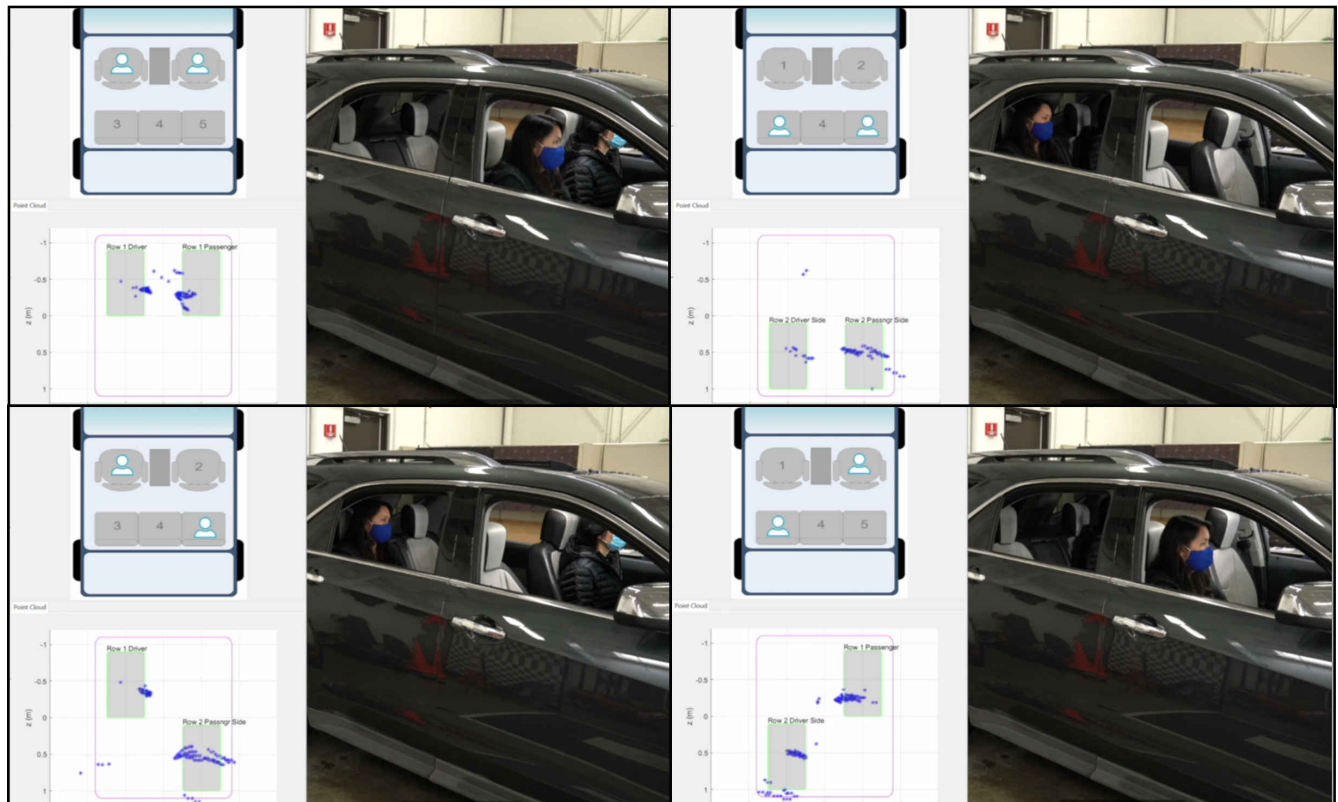 3 4 5
Point Cloud
Row 1 Driver Row 1 Passenger
-1
-0.5
0
0.5
1
z (m)
1 2
4
Point Cloud
-1
-0.5
0
Row 2 Driver Side Row 2 Passngr Side
0.5
1
z (m)
2
3 4
Point Cloud
Row 1 Driver
-1
-0.5
0
Row 2 Passngr Side
0.5
1
z (m)
1
4 5
Point Cloud
Row 1 Passenger
-1
-0.5
0
Row 2 Driver Side
0.5
1
z (m)